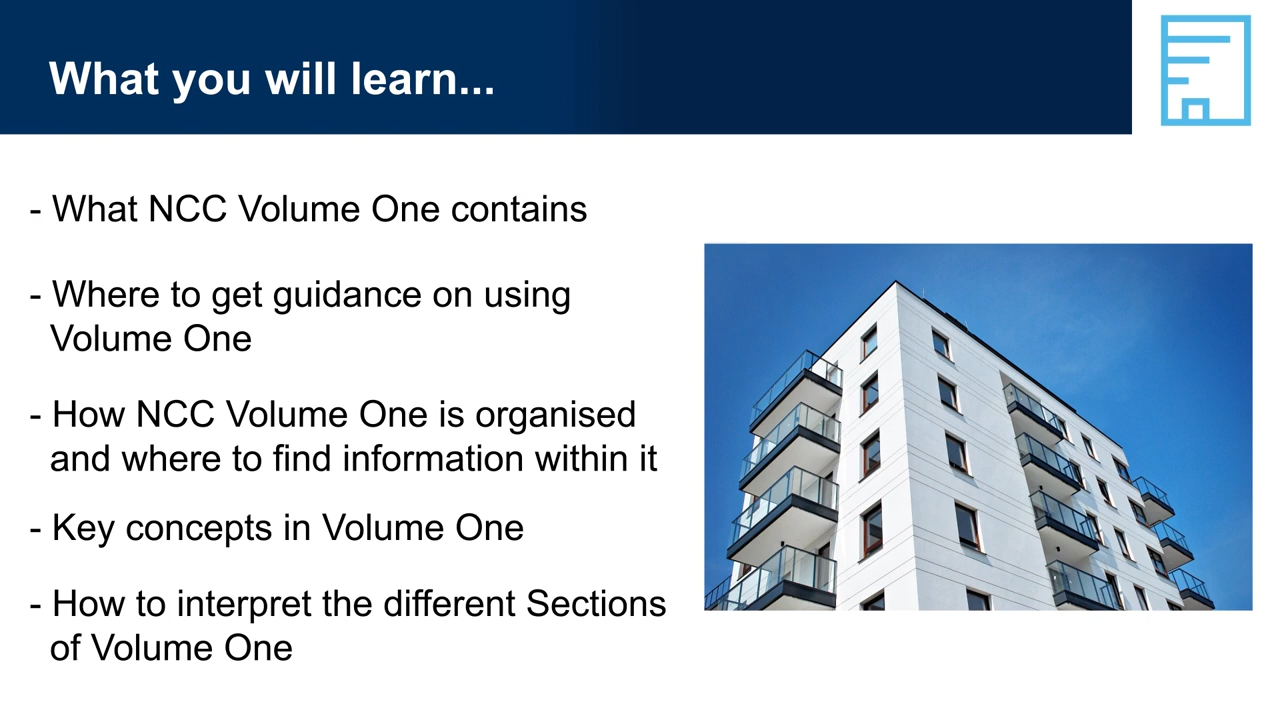 What you will learn...
- What NCC Volume One contains
- Where to get guidance on using
Volume One
- How NCC Volume One is organised
and where to find information within it
- Key concepts in Volume One
- How to interpret the different Sections
of Volume One